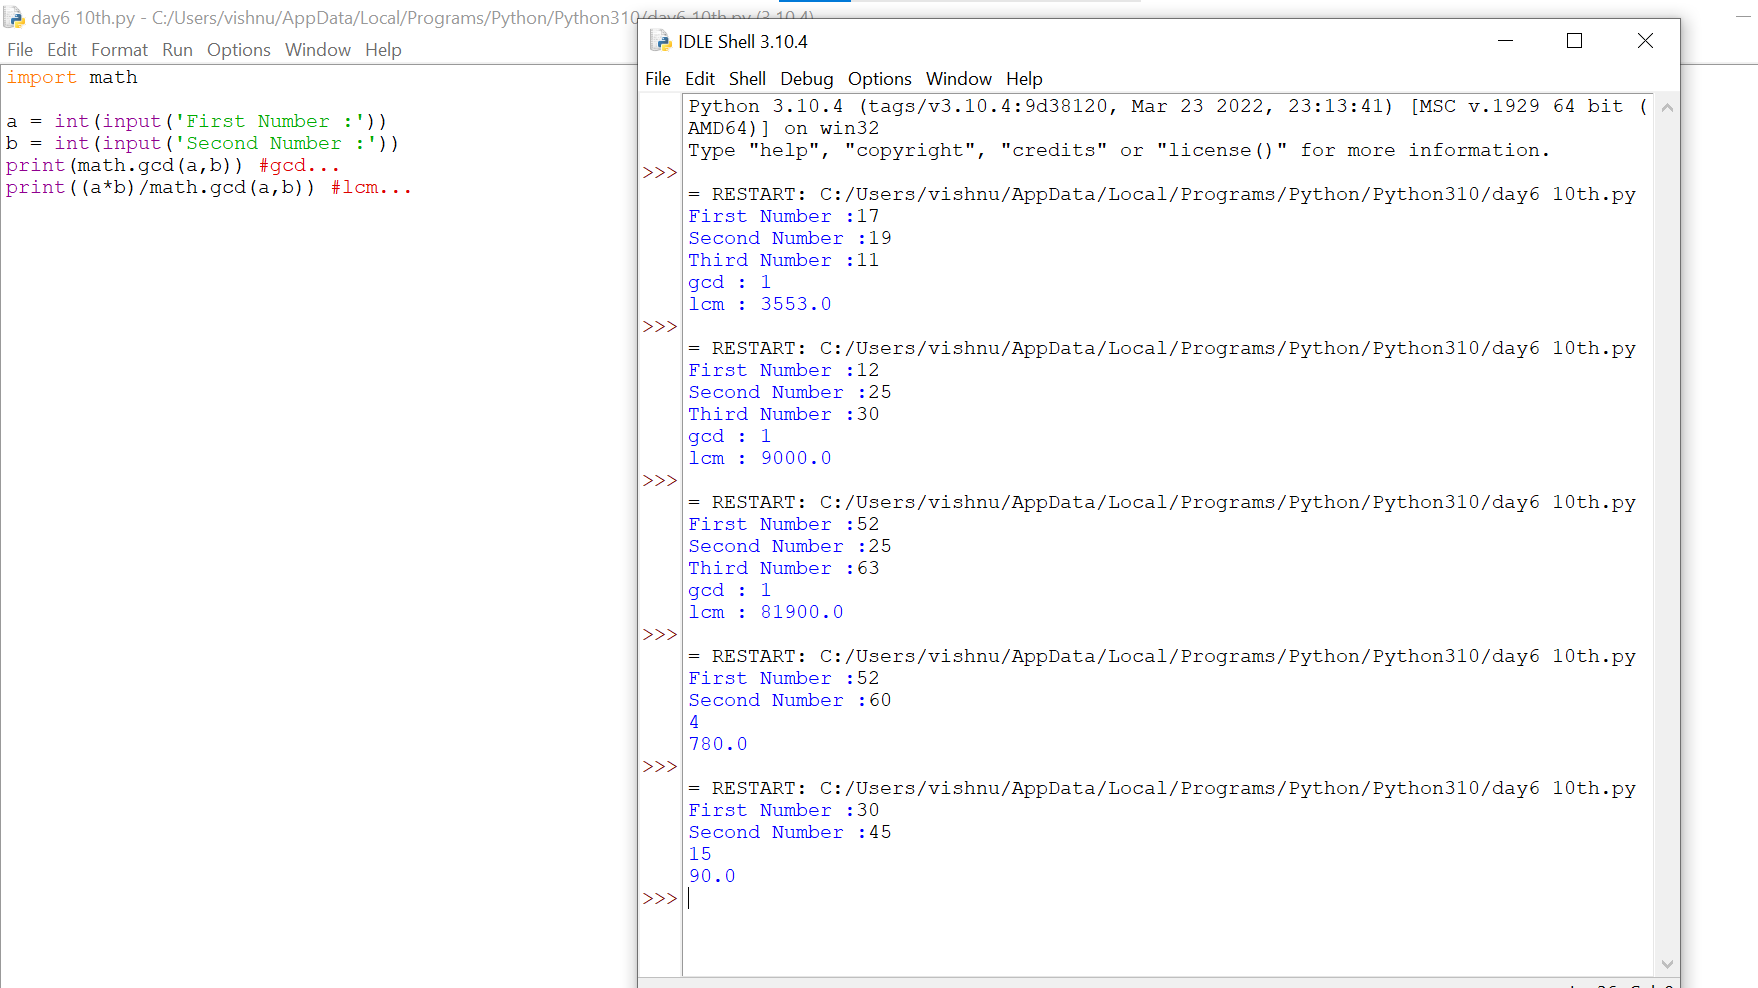 day6 10th.py - C:/Users/vishnu/AppData/Local/Programs/Python/Python310/day6 10th.py (3.10.4)
File Edit Format Run Options Window Help
import math
a = int(input('First Number :'))
b = int(input('Second Number :'))
print(math.gcd(a,b)) #gcd...
print((a*b)/math.gcd(a,b)) #lcm...
IDLE Shell 3.10.4
File Edit Shell Debug Options Window Help
Python 3.10.4 (tags/v3.10.4:9d38120, Mar 23 2022, 23:13:41) [MSC v.1929 64 bit (
AMD64)] on win32
Type "help", "copyright", "credits" or "license()" for more information.
>>>
= RESTART: C:/Users/vishnu/AppData/Local/Programs/Python/Python310/day6 10th.py
First Number :17
Second Number :19
Third Number :11
gcd : 1
lcm : 3553.0
>>>
= RESTART: C:/Users/vishnu/AppData/Local/Programs/Python/Python310/day6 10th.py
First Number :12
Second Number :25
Third Number :30
gcd : 1
lcm : 9000.0
>>>
= RESTART: C:/Users/vishnu/AppData/Local/Programs/Python/Python310/day6 10th.py
First Number :52
Second Number :25
Third Number :63
gcd : 1
lcm : 81900.0
>>>
= RESTART: C:/Users/vishnu/AppData/Local/Programs/Python/Python310/day6 10th.py
First Number :52
Second Number :60
4
780.0
>>>
= RESTART: C:/Users/vishnu/AppData/Local/Programs/Python/Python310/day6 10th.py
First Number :30
Second Number :45
15
90.0
>>>